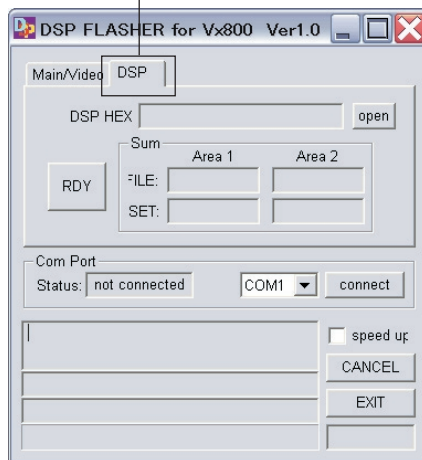 DSP FLASHER for Vx800 Ver1.0
Main/Video DSP
DSP HEX open
Sum
Area 1 Area 2
RDY
FILE:
SET:
Com Port
Status: not connected COM1 connect
speed up
CANCEL
EXIT